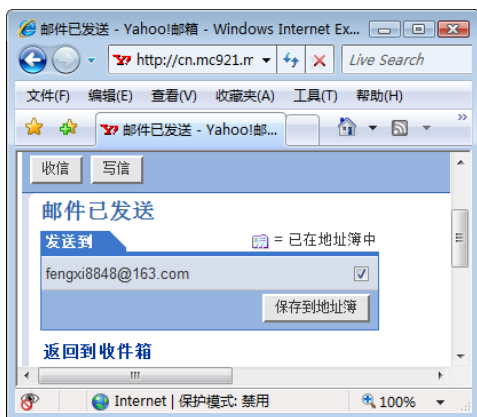 邮件已发送 - Yahoo!邮箱 - Windows Internet Ex...
http://cn.mc921.m
Live Search
文件(F) 编辑(E) 查看(V) 收藏夹(A) 工具(T) 帮助(H)
邮件已发送 - Yahoo!邮...
收信 写信
邮件已发送
发送到 = 已在地址簿中
fengxi8848@163.com
保存到地址簿
返回到收件箱
Internet | 保护模式: 禁用 100%